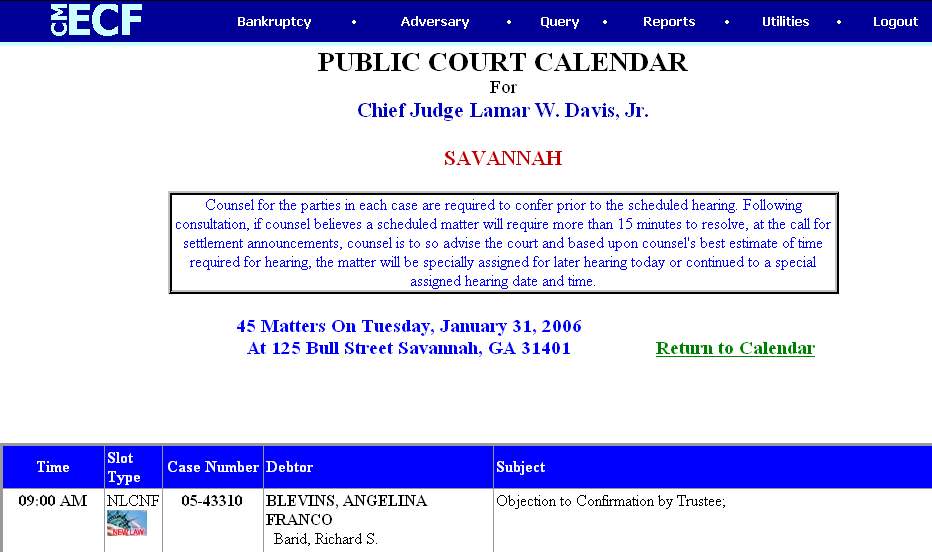 CM ECF Bankruptcy • Adversary • Query • Reports • Utilities • Logout
PUBLIC COURT CALENDAR
For
Chief Judge Lamar W. Davis, Jr.
SAVANNAH
Counsel for the parties in each case are required to confer prior to the scheduled hearing. Following
consultation, if counsel believes a scheduled matter will require more than 15 minutes to resolve, at the call for
settlement announcements, counsel is to so advise the court and based upon counsel's best estimate of time
required for hearing, the matter will be specially assigned for later hearing today or continued to a special
assigned hearing date and time.
45 Matters On Tuesday, January 31, 2006
At 125 Bull Street Savannah, GA 31401 Return to Calendar
Time Slot Type Case Number Debtor Subject
09:00 AM NLCNF 05-43310 BLEVINS, ANGELINA Objection to Confirmation by Trustee;
NEW LAW FRANCO
Barid, Richard S.